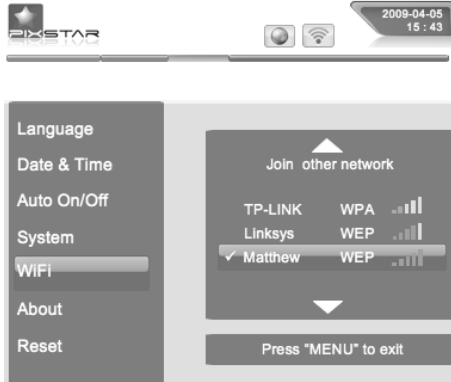 PIXSTAR
2009-04-05
15 : 43
Language
Date & Time
Auto On/Off
System
WiFi
About
Reset
Join other network
TP-LINK WPA
Linksys WEP
✓ Matthew WEP
Press "MENU" to exit